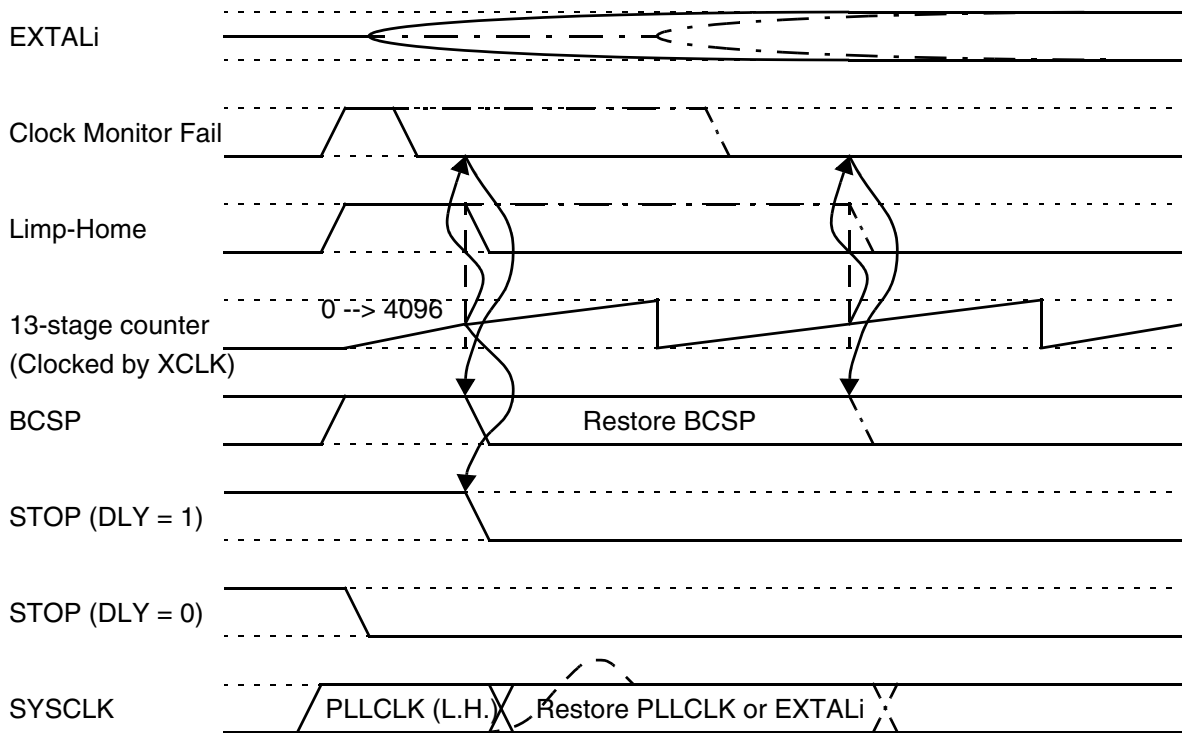 EXTALi
Clock Monitor Fail
Limp-Home
0 --> 4096
13-stage counter
(Clocked by XCLK)
BCSP
Restore BCSP
STOP (DLY = 1)
STOP (DLY = 0)
SYSCLK
PLLCLK (L.H.)
Restore PLLCLK or EXTALi